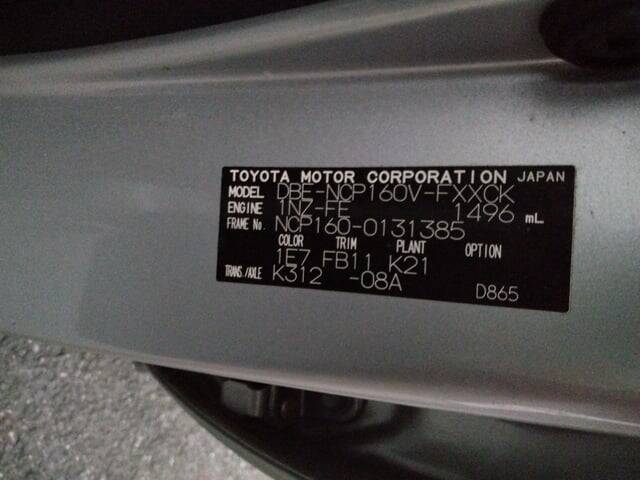 TOYOTA MOTOR CORPORATION JAPAN
MODEL DBE-NCP160V-FXXCK
ENGINE 1NZ-FE 1496 mL
FRAME No. NCP160-0131385
COLOR TRIM PLANT OPTION
1E7 FB11 K21
TRANS./AXLE K312 -08A
D865